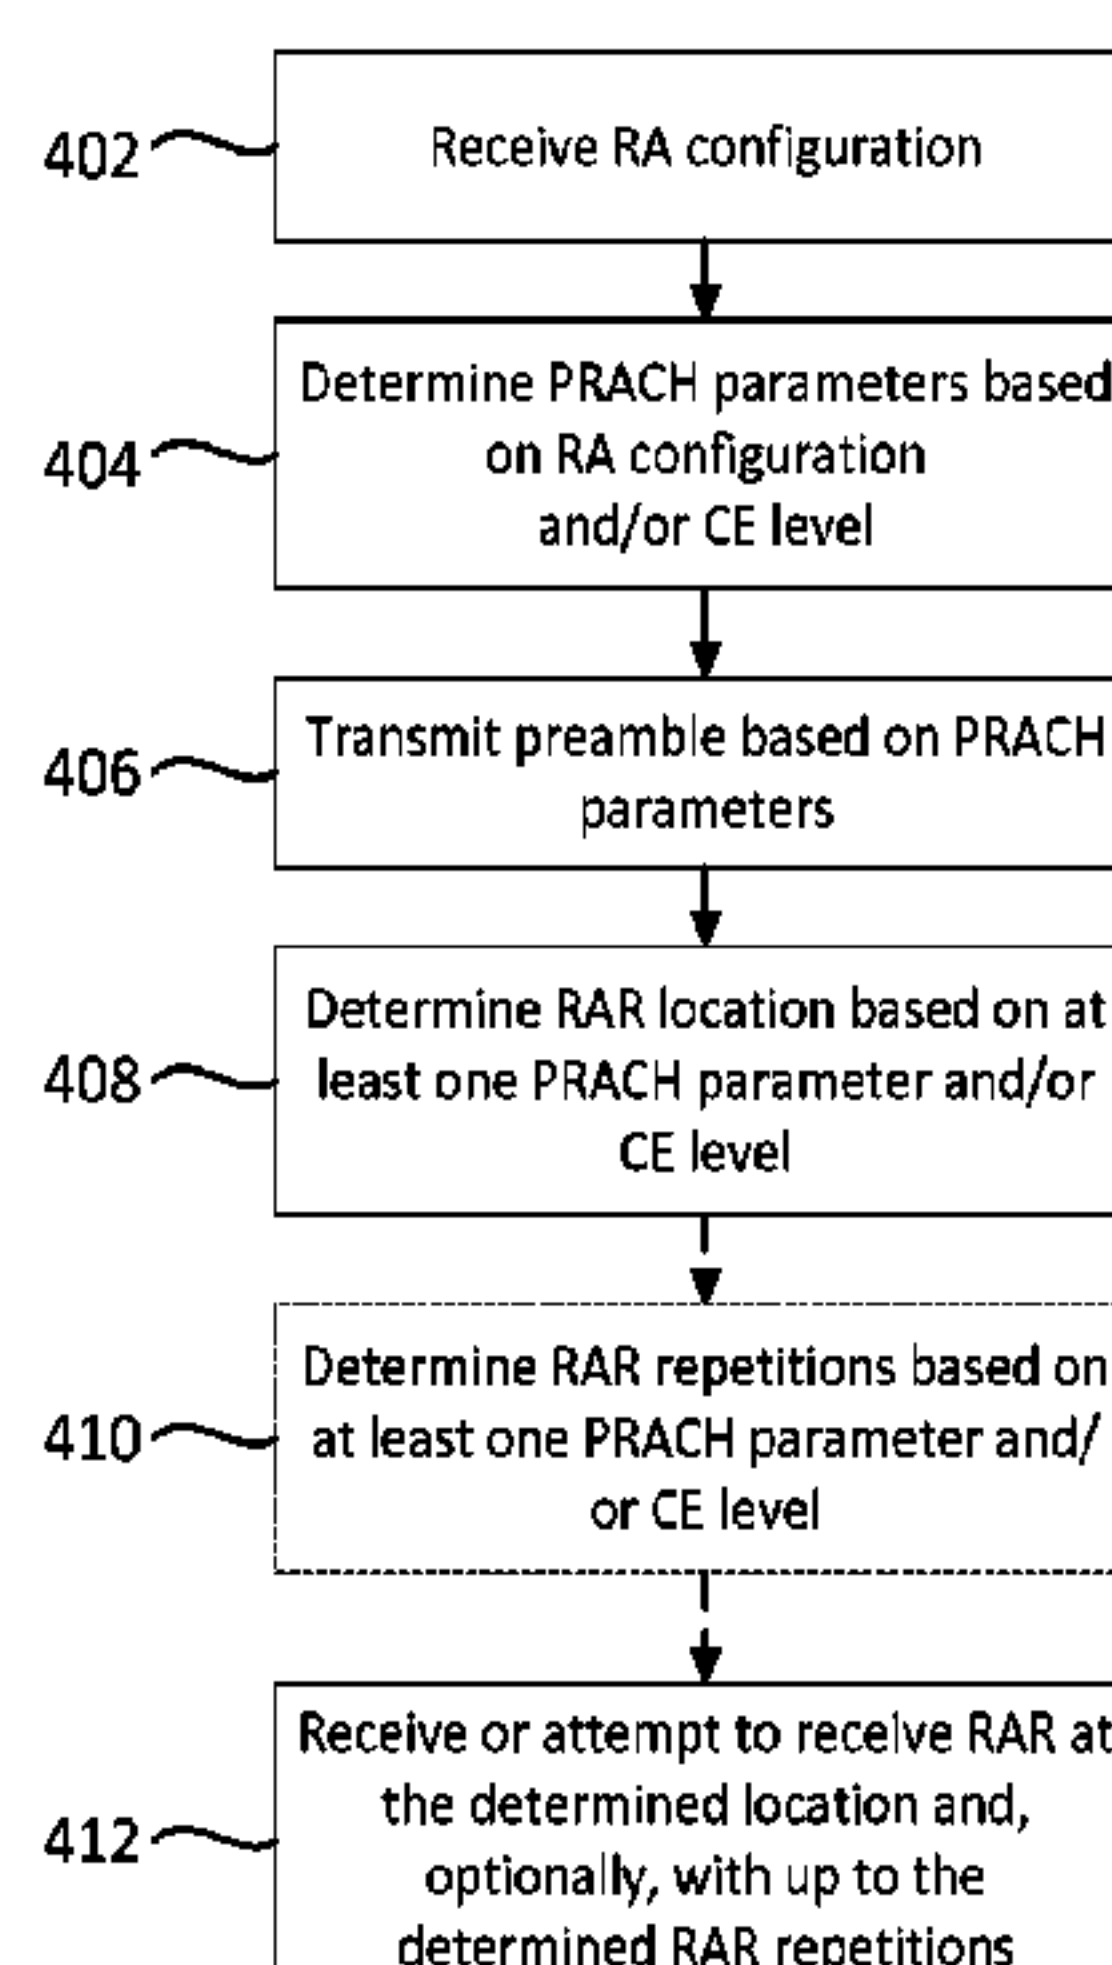 402
Receive RA configuration
404
Determine PRACH parameters based
on RA configuration
and/or CE level
406
Transmit preamble based on PRACH
parameters
408
Determine RAR location based on at
least one PRACH parameter and/or
CE level
410
Determine RAR repetitions based on
at least one PRACH parameter and/
or CE level
412
Receive or attempt to receive RAR at
the determined location and,
optionally, with up to the
determined RAR repetitions